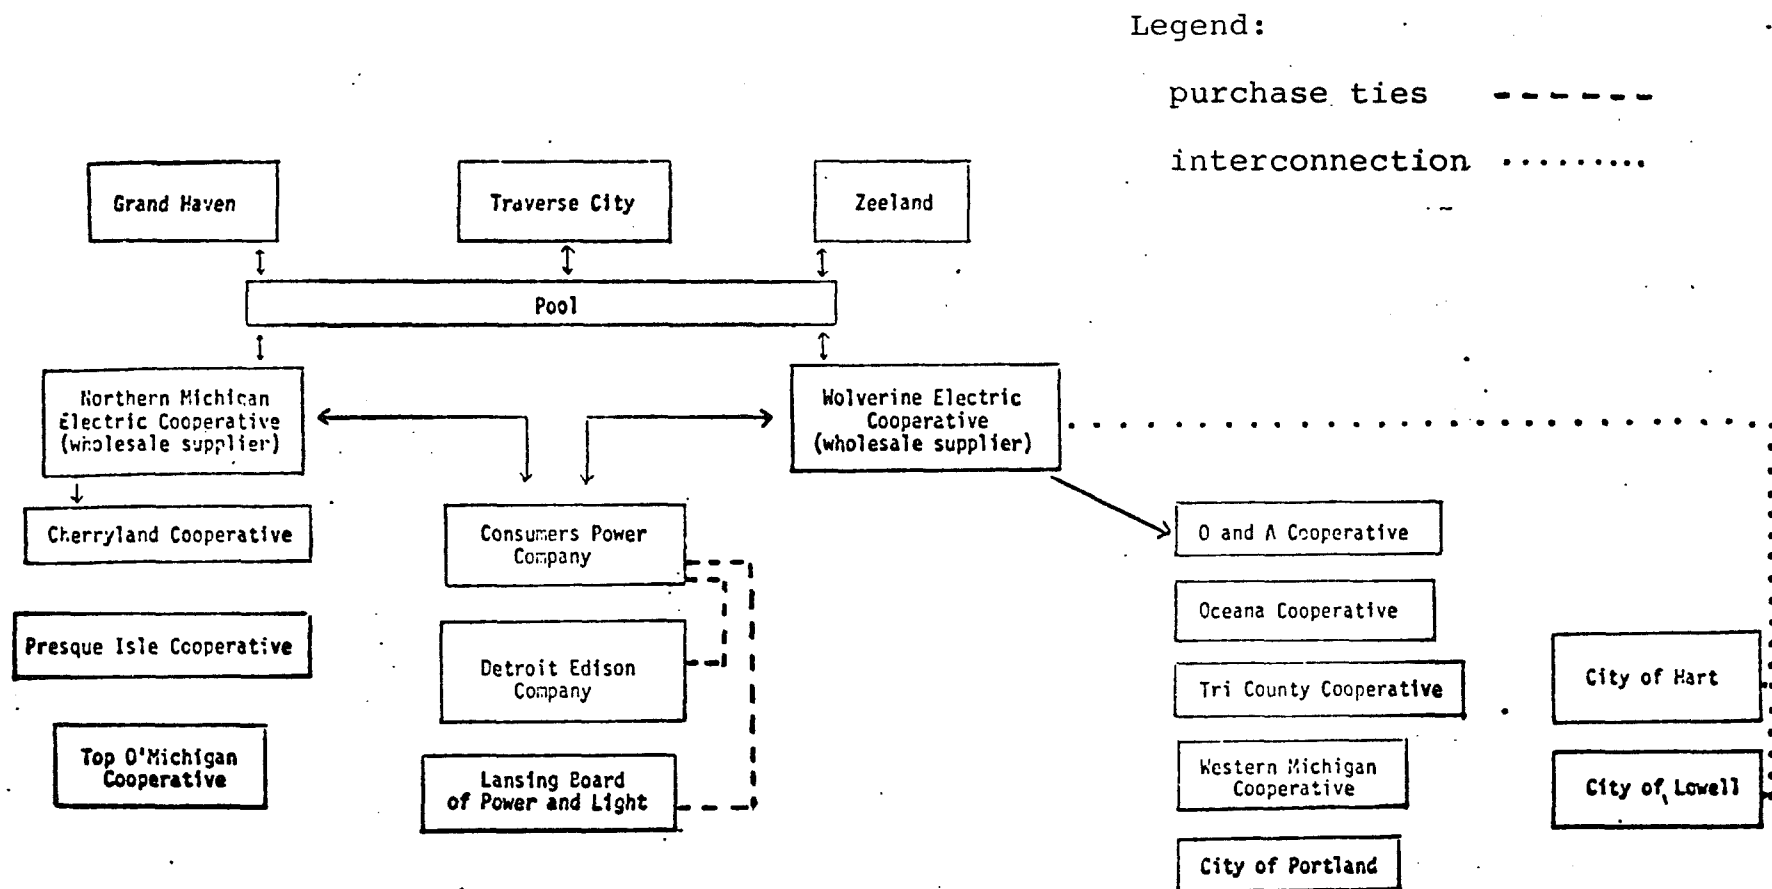 Legend:
purchase ties
interconnection
Grand Haven
Traverse City
Zeeland
Pool
Northern Michigan
Electric Cooperative
(wholesale supplier)
Wolverine Electric
Cooperative
(wholesale supplier)
Cherryland Cooperative
Consumers Power
Company
O and A Cooperative
Presque Isle Cooperative
Detroit Edison
Company
Oceana Cooperative
Tri County Cooperative
City of Hart
Top O'Michigan
Cooperative
Lansing Board
of Power and Light
Western Michigan
Cooperative
City of Lowell
City of Portland